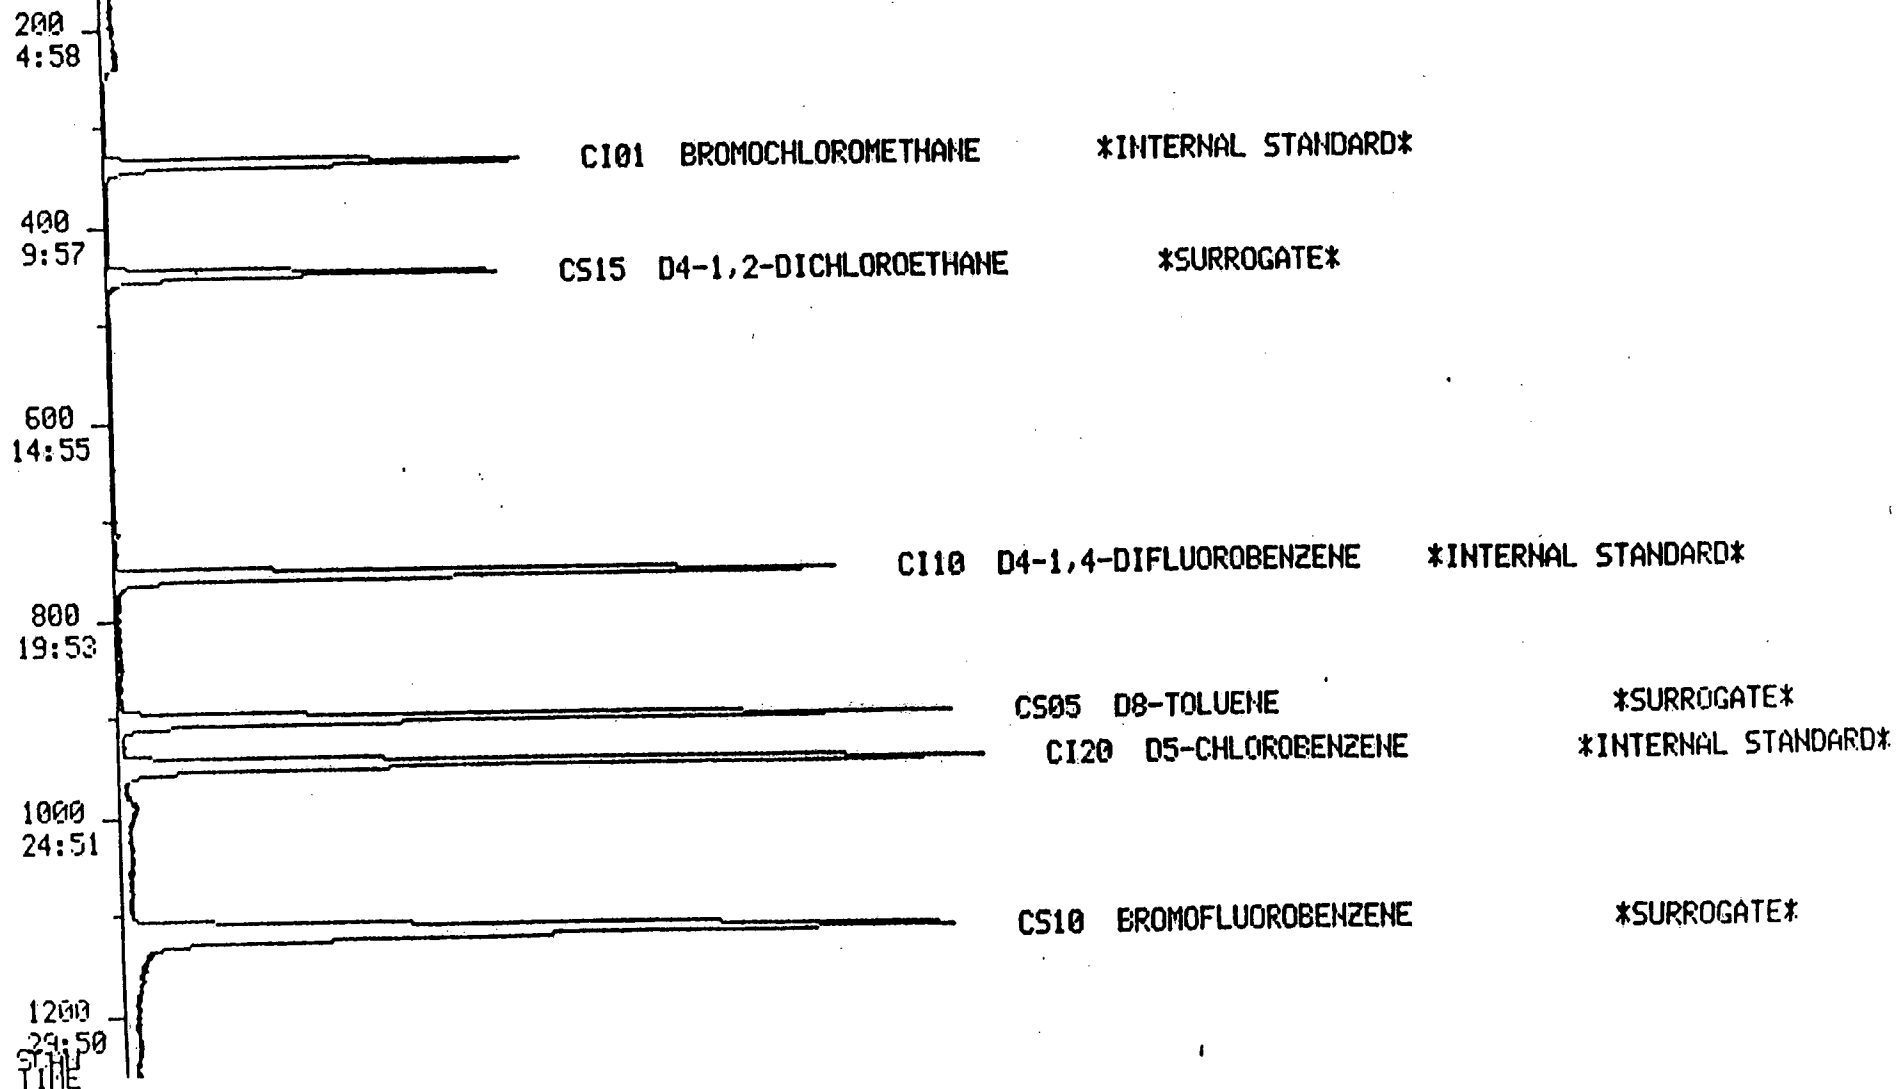 200
4:58
CI01 BROMOCHLOROMETHANE *INTERNAL STANDARD*
400
9:57
CS15 D4-1,2-DICHLOROETHANE *SURROGATE*
600
14:55
CI10 D4-1,4-DIFLUOROBENZENE *INTERNAL STANDARD*
800
19:53
CS05 D8-TOLUENE *SURROGATE*
CI20 D5-CHLOROBENZENE *INTERNAL STANDARD*
1000
24:51
CS10 BROMOFLUOROBENZENE *SURROGATE*
1200
29:50
TIME